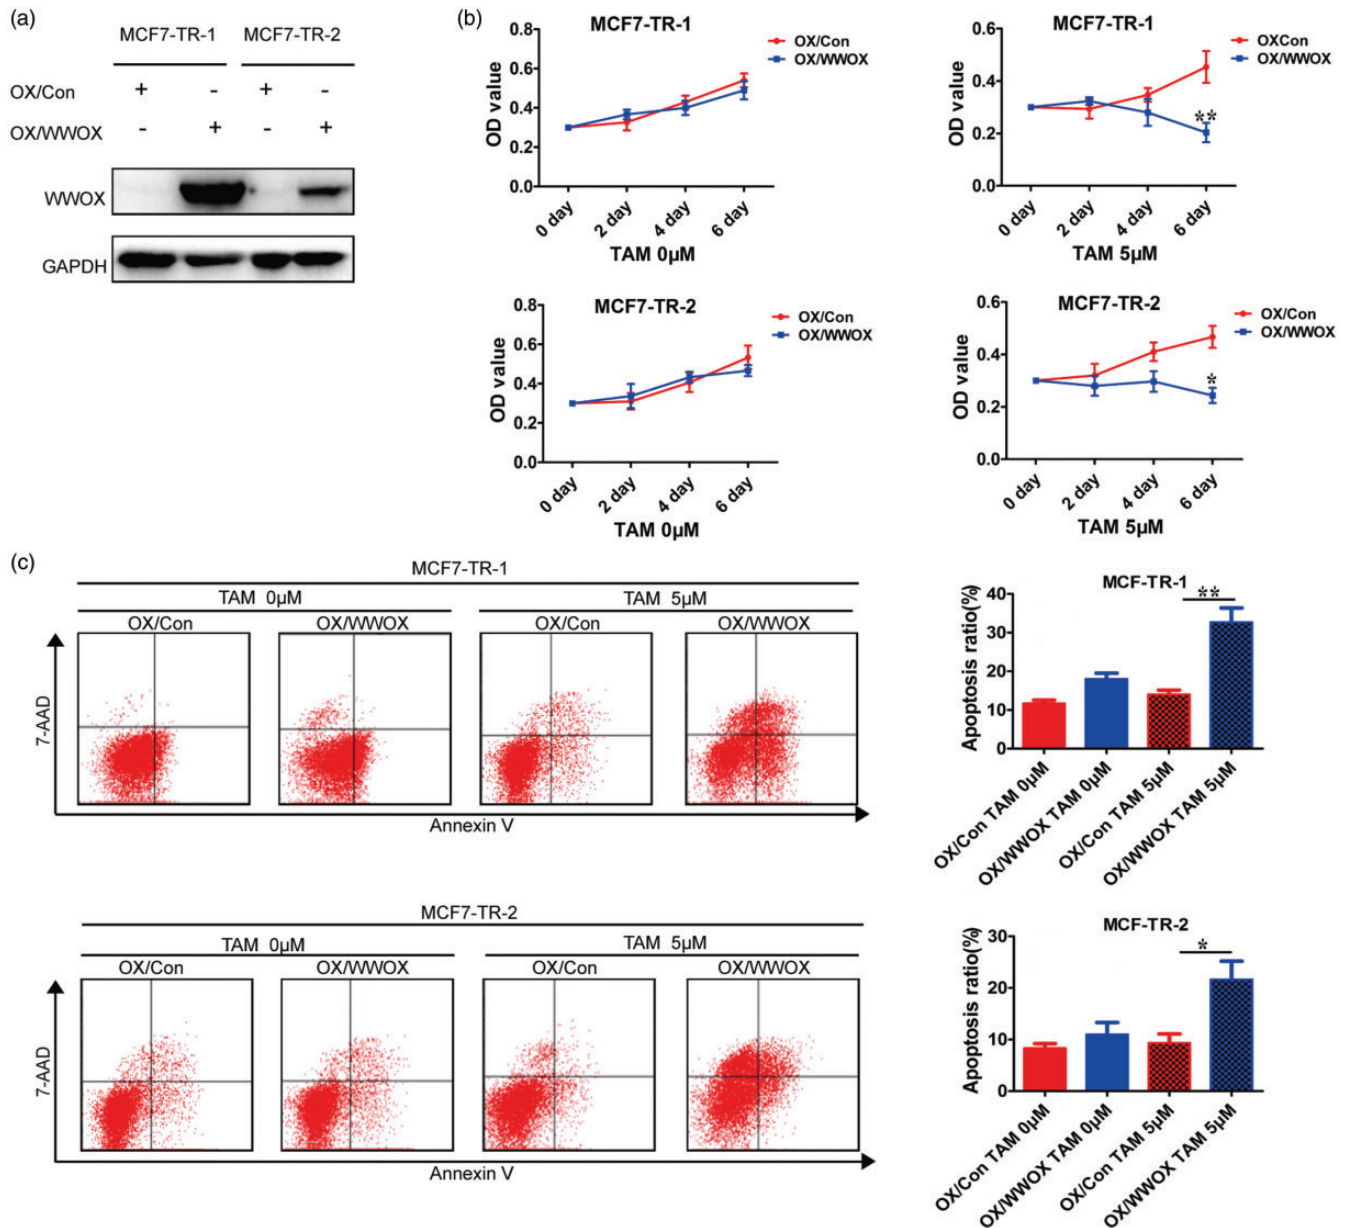 (a)
MCF7-TR-1 MCF7-TR-2
OX/Con + - + -
OX/WWOX - + - +
WWOX
GAPDH
(b)
MCF7-TR-1
OX/Con
OX/WWOX
OD value
0.8
0.6
0.4
0.2
0.0
0 day 2 day 4 day 6 day
TAM 0μM
MCF7-TR-1
OXCon
OX/WWOX
OD value
0.6
0.4
0.2
0.0
**
0 day 2 day 4 day 6 day
TAM 5μM
MCF7-TR-2
OX/Con
OX/WWOX
OD value
0.8
0.6
0.4
0.2
0.0
0 day 2 day 4 day 6 day
TAM 0μM
MCF7-TR-2
OX/Con
OX/WWOX
OD value
0.6
0.4
0.2
0.0
*
0 day 2 day 4 day 6 day
TAM 5μM
(c)
MCF7-TR-1
TAM 0μM TAM 5μM
OX/Con OX/WWOX OX/Con OX/WWOX
7-AAD
Annexin V
MCF-TR-1
Apoptosis ratio(%)
40
30
20
10
0
**
OX/Con TAM 0μM
OX/WWOX TAM 0μM
OX/Con TAM 5μM
OX/WWOX TAM 5μM
MCF7-TR-2
TAM 0μM TAM 5μM
OX/Con OX/WWOX OX/Con OX/WWOX
7-AAD
Annexin V
MCF-TR-2
Apoptosis ratio(%)
30
20
10
0
*
OX/Con TAM 0μM
OX/WWOX TAM 0μM
OX/Con TAM 5μM
OX/WWOX TAM 5μM